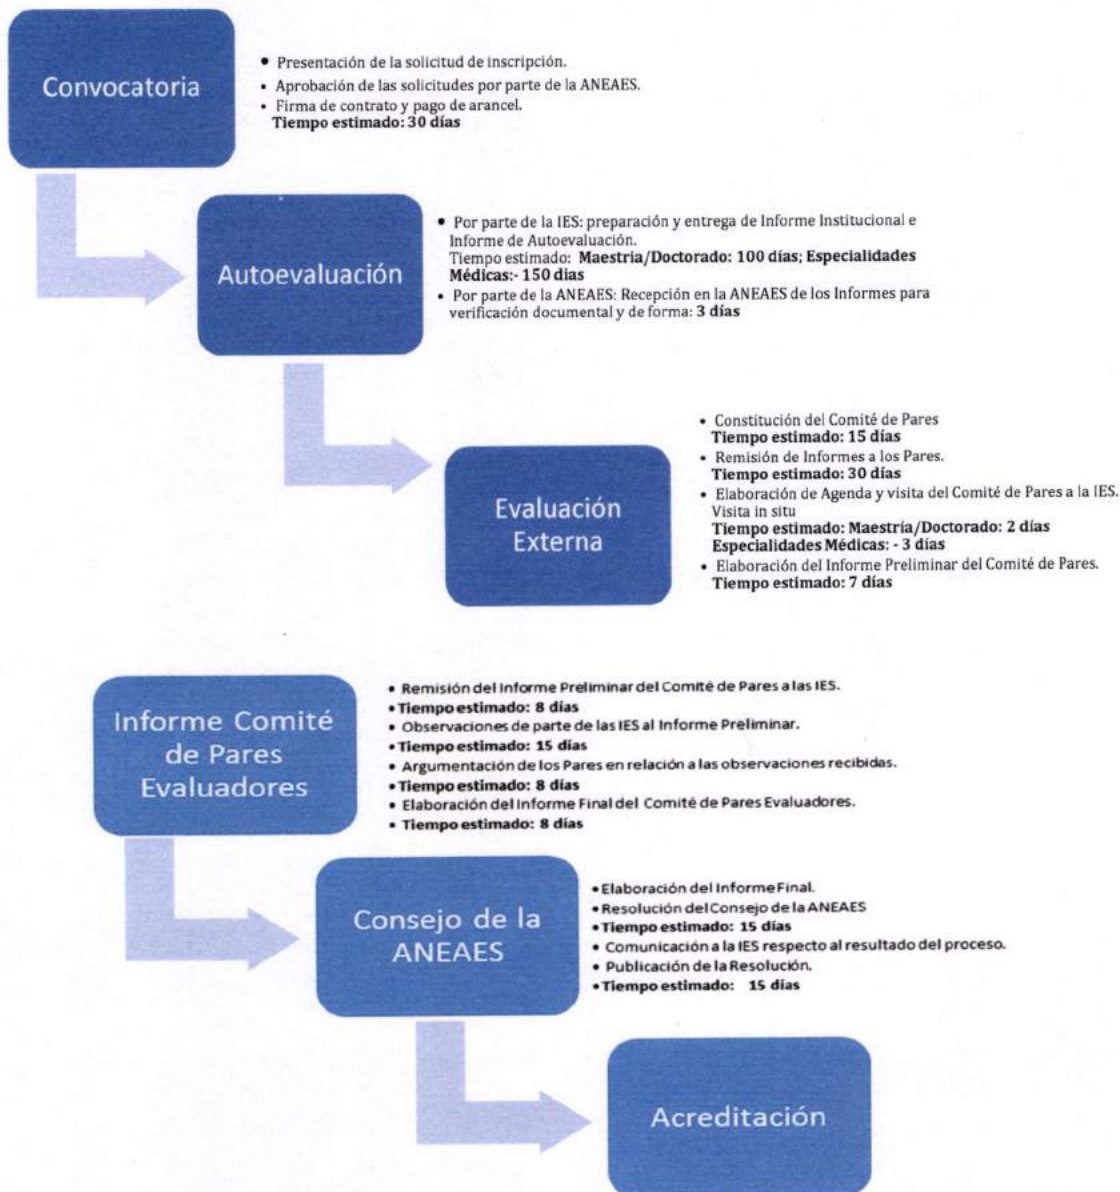 Convocatoria
• Presentación de la solicitud de inscripción.
• Aprobación de las solicitudes por parte de la ANEAES.
• Firma de contrato y pago de arancel.
Tiempo estimado: 30 días
Autoevaluación
• Por parte de la IES: preparación y entrega de Informe Institucional e
Informe de Autoevaluación.
Tiempo estimado: Maestria/Doctorado: 100 días; Especialidades
Médicas:- 150 dias
• Por parte de la ANEAES: Recepción en la ANEAES de los Informes para
verificación documental y de forma: 3 días
Evaluación
Externa
• Constitución del Comité de Pares
Tiempo estimado: 15 días
• Remisión de Informes a los Pares.
Tiempo estimado: 30 días
• Elaboración de Agenda y visita del Comité de Pares a la IES.
Visita in situ
Tiempo estimado: Maestría/Doctorado: 2 días
Especialidades Médicas: - 3 días
• Elaboración del Informe Preliminar del Comité de Pares.
Tiempo estimado: 7 días
Informe Comité
de Pares
Evaluadores
• Remisión del Informe Preliminar del Comité de Pares a las IES.
• Tiempo estimado: 8 días
• Observaciones de parte de las IES al Informe Preliminar.
• Tiempo estimado: 15 días
• Argumentación de los Pares en relación a las observaciones recibidas.
• Tiempo estimado: 8 días
• Elaboración del Informe Final del Comité de Pares Evaluadores.
• Tiempo estimado: 8 días
Consejo de la
ANEAES
• Elaboración del Informe Final.
• Resolución del Consejo de la ANEAES
• Tiempo estimado: 15 días
• Comunicación a la IES respecto al resultado del proceso.
• Publicación de la Resolución.
• Tiempo estimado: 15 días
Acreditación